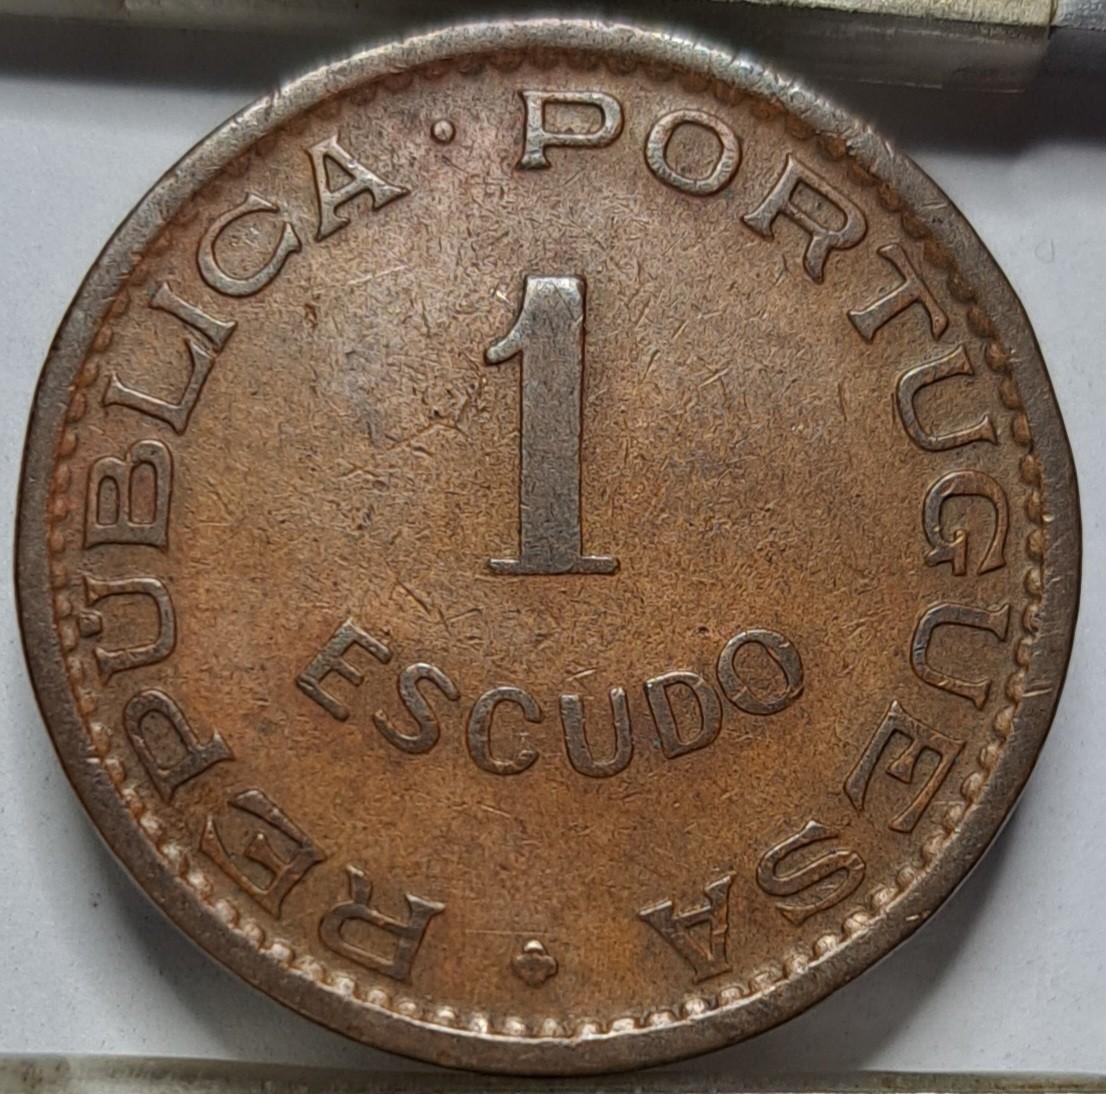 REPÚBLICA · PORTUGUESA
1
ESCUDO